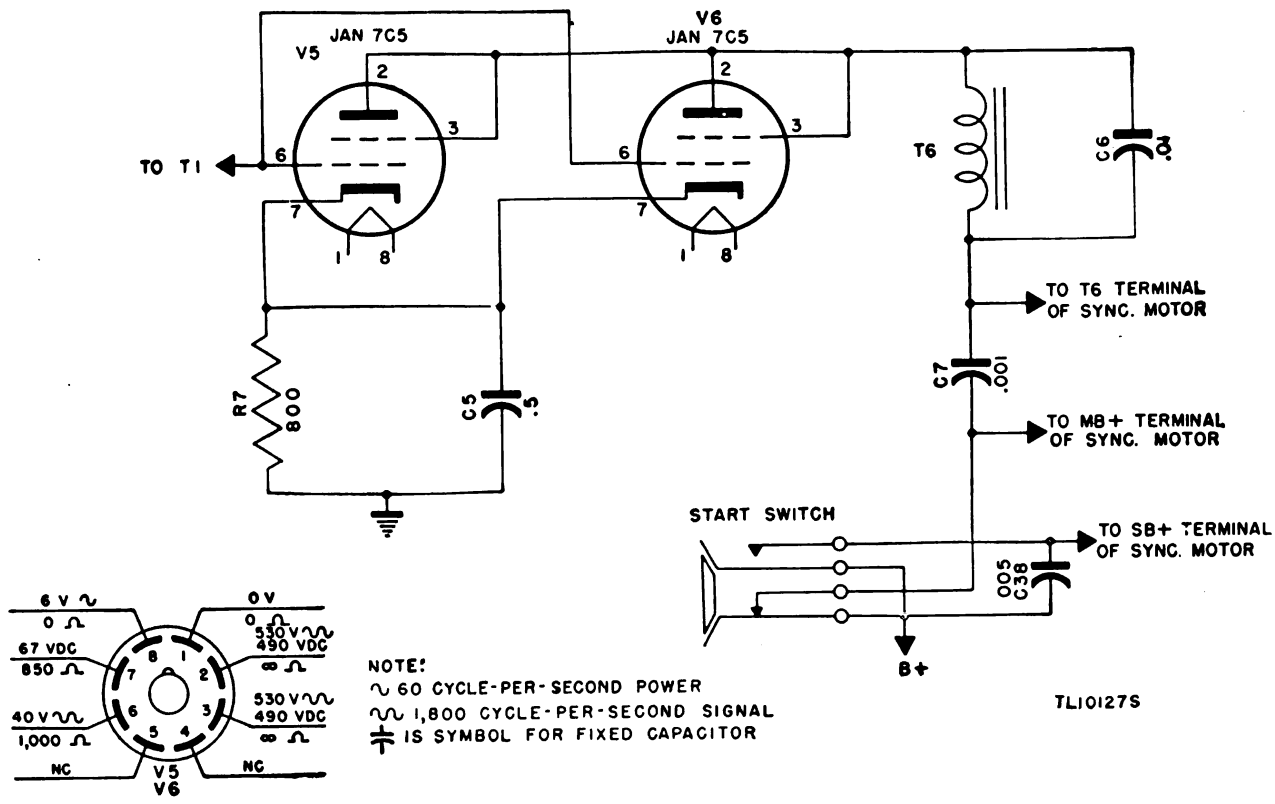 V6
JAN 7C5
JAN 7C5
V5
2
2
3
3
TO T1
6
6
7
7
1
8
1
8
T6
C6
.04
TO T6 TERMINAL
OF SYNC. MOTOR
R7
800
C5
.5
C7
.001
TO MB+ TERMINAL
OF SYNC. MOTOR
START SWITCH
TO SB+ TERMINAL
OF SYNC. MOTOR
005
C38
B+
6 V ∿
0 Ω
0 V
0 Ω
67 VDC
850 Ω
530 V ∿∿
490 VDC
∞ Ω
40 V ∿∿
1,000 Ω
530 V ∿∿
490 VDC
∞ Ω
NC
NC
8
1
7
2
6
3
5
4
V5
V6
NOTE:
∿ 60 CYCLE-PER-SECOND POWER
∿∿ 1,800 CYCLE-PER-SECOND SIGNAL
IS SYMBOL FOR FIXED CAPACITOR
TL10127S